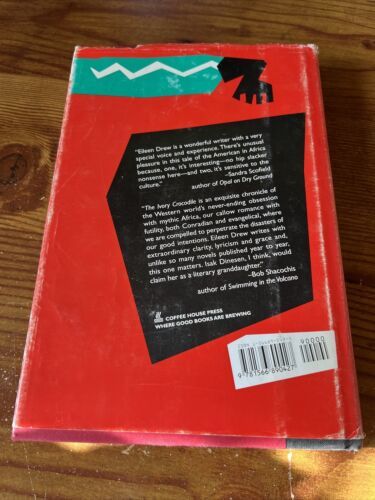 "Eileen Drew is a wonderful writer with a very
special voice and experience. There's unusual
pleasure in this tale of the American in Africa
because, one, it's interesting—no hip slacker
nonsense here—and two, it's sensitive to the
culture."
–Sandra Scofield
author of Opal on Dry Ground
"The Ivory Crocodile is an exquisite chronicle of
the Western world's never-ending obsession
with mythic Africa, our callow romance with
futility, both Conradian and evangelical, where
we are compelled to perpetuate the disasters of
our good intentions. Eileen Drew writes with
extraordinary clarity, lyricism and grace and,
unlike so many novels published year to year,
this one matters. Isak Dinesen, I think, would
claim her as a literary granddaughter."
–Bob Shacochis
author of Swimming in the Volcano
COFFEE HOUSE PRESS
WHERE GOOD BOOKS ARE BREWING
90000
9 781566 890427